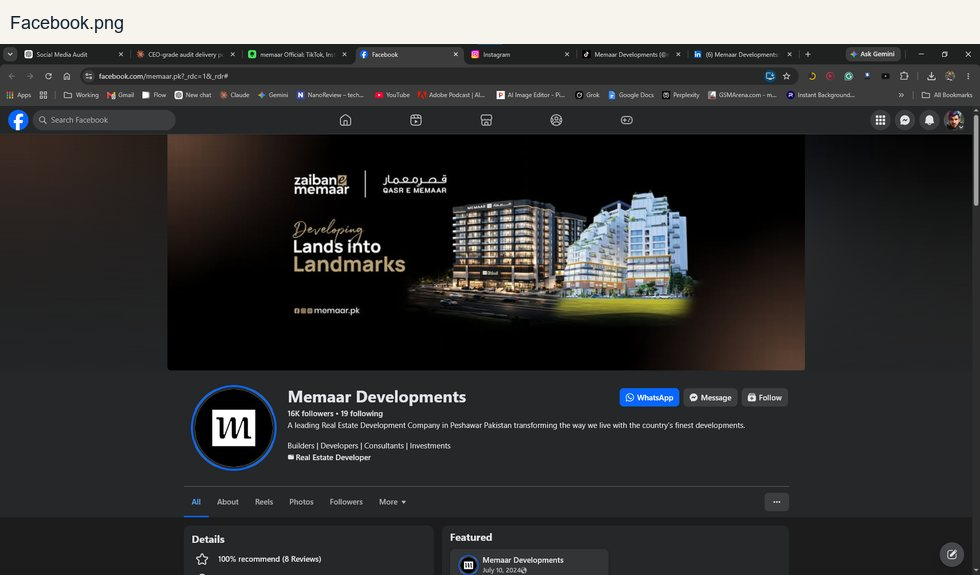 Facebook.png
Social Media Audit
CEO-grade audit delivery p
memaar Official: TikTok, Inst
Facebook
Instagram
Memaar Developments (@
(6) Memaar Developments
Ask Gemini
facebook.com/memaar.pk?_rdc=1&_rdr#
Apps
Working
Gmail
Flow
New chat
Claude
Gemini
NanoReview – tech...
YouTube
Adobe Podcast | AI...
AI Image Editor - Pi...
Grok
Google Docs
Perplexity
GSMArena.com - m...
Instant Background...
»
All Bookmarks
Search Facebook
zaiban e memaar
قصر معمار
QASR E MEMAAR
Developing
Lands into
Landmarks
memaar.pk
MEMAAR
m
Memaar Developments
16K followers • 19 following
A leading Real Estate Development Company in Peshawar Pakistan transforming the way we live with the country's finest developments.
Builders | Developers | Consultants | Investments
Real Estate Developer
WhatsApp
Message
Follow
All
About
Reels
Photos
Followers
More
...
Details
100% recommend (8 Reviews)
Featured
m
Memaar Developments
July 10, 2024